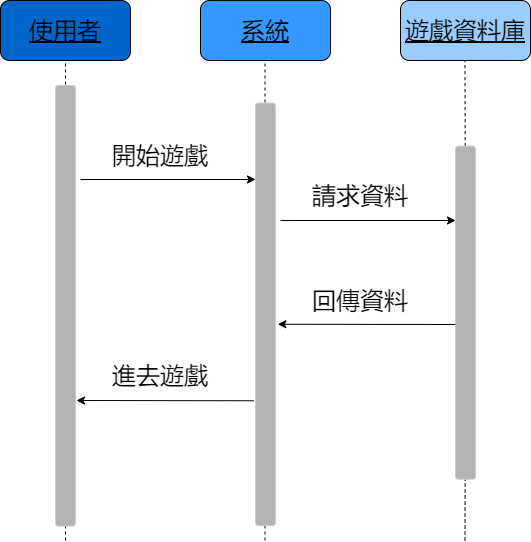 使用者
系統
遊戲資料庫
開始遊戲
請求資料
回傳資料
進去遊戲